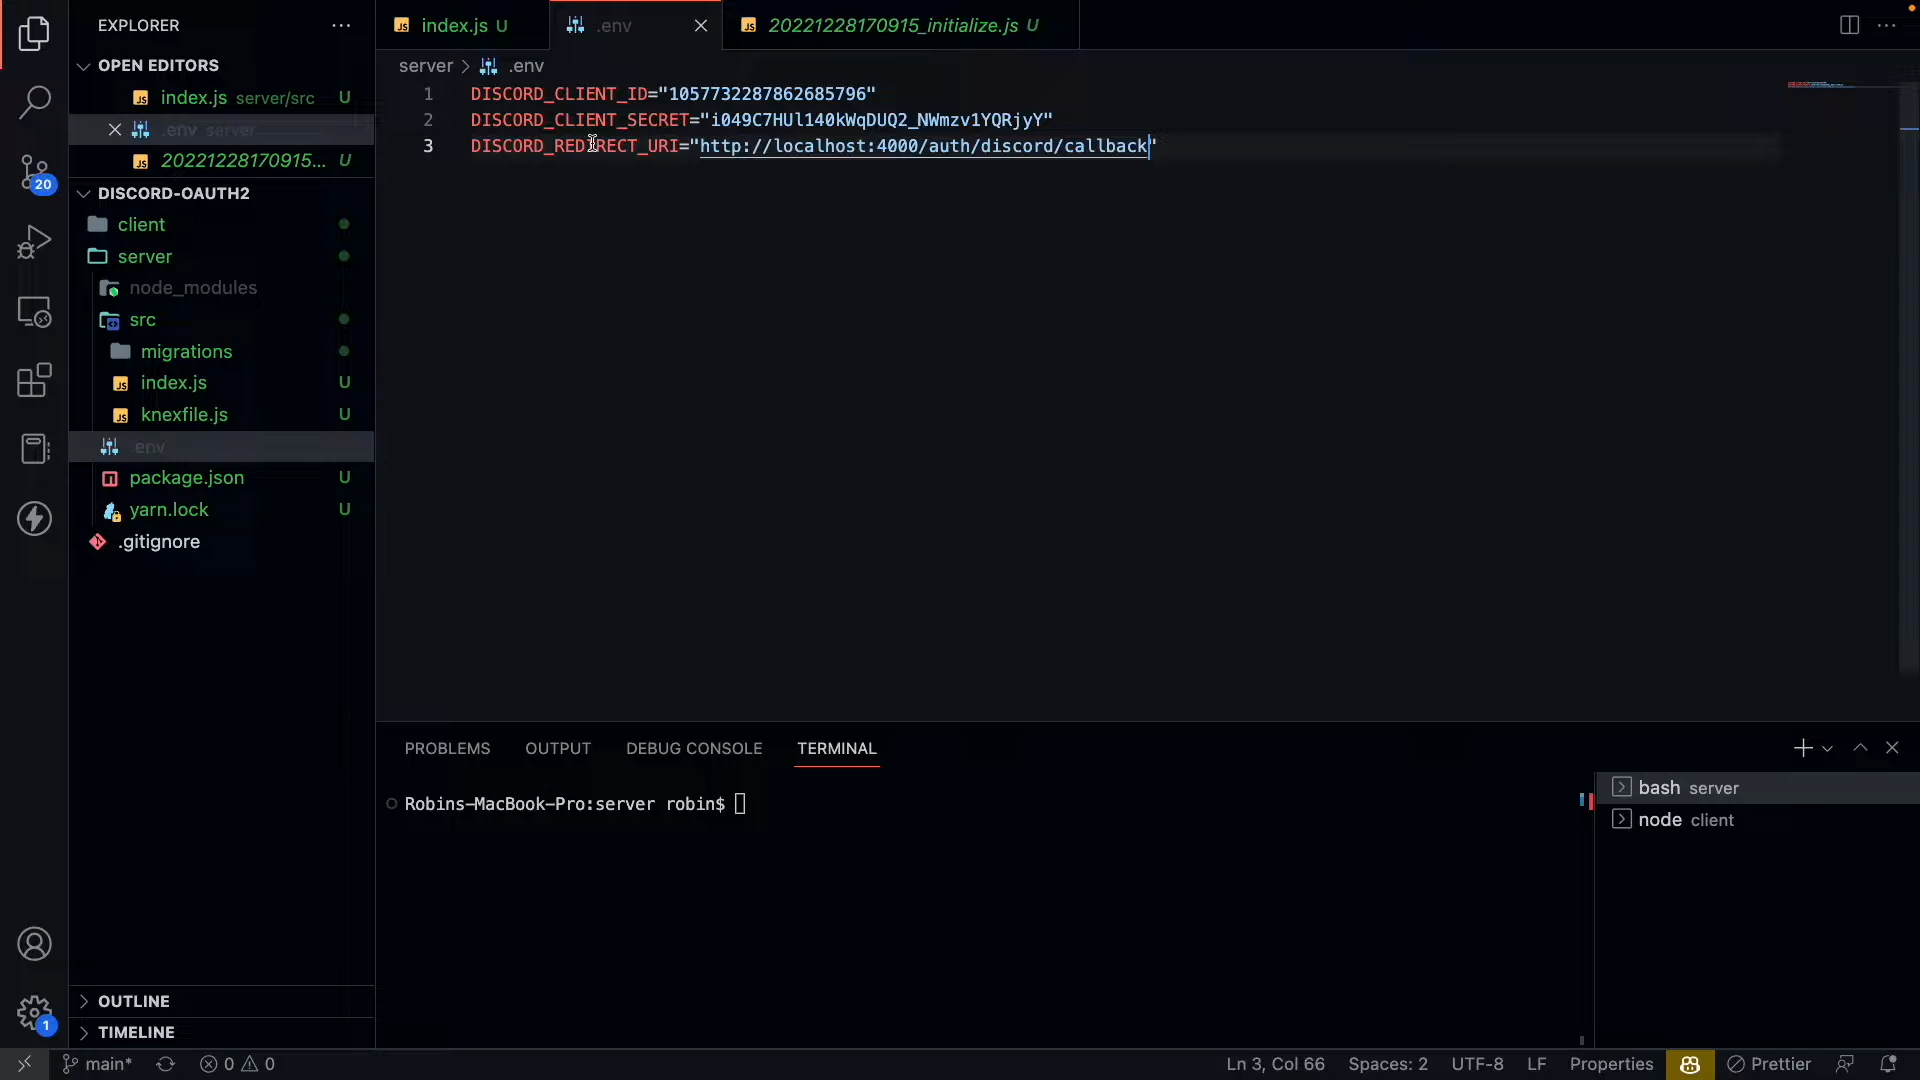 EXPLORER
OPEN EDITORS
index.js server/src U
.env server
20221228170915... U
DISCORD-OAUTH2
client
server
node_modules
src
migrations
index.js U
knexfile.js U
.env
package.json U
yarn.lock U
.gitignore
OUTLINE
TIMELINE
20
1
index.js U
.env
20221228170915_initialize.js U
server > .env
1 DISCORD_CLIENT_ID="1057732287862685796"
2 DISCORD_CLIENT_SECRET="i049C7HUl140kWqDUQ2_NWmzv1YQRjyY"
3 DISCORD_REDIRECT_URI="http://localhost:4000/auth/discord/callback"
PROBLEMS OUTPUT DEBUG CONSOLE TERMINAL
Robins-MacBook-Pro:server robin$
bash server
node client
main* 0 0 Ln 3, Col 66 Spaces: 2 UTF-8 LF Properties Prettier